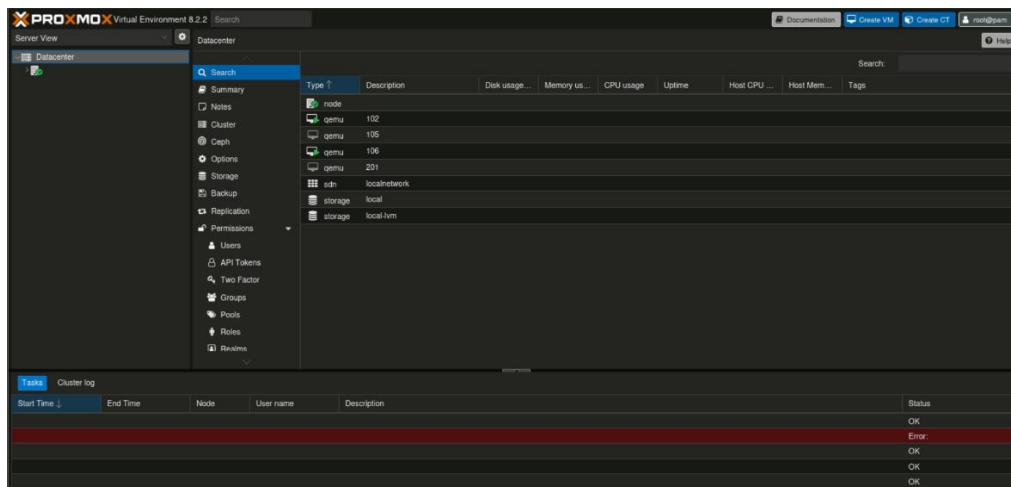 PROXMOX Virtual Environment 8.2.2 Search Documentation Create VM Create CT root@pam
Server View Datacenter Help
Datacenter
Search:
Search
Summary
Notes
Cluster
Ceph
Options
Storage
Backup
Replication
Permissions
Users
API Tokens
Two Factor
Groups
Pools
Roles
Realms
Type Description Disk usage... Memory us... CPU usage Uptime Host CPU ... Host Mem... Tags
node
qemu 102
qemu 105
qemu 106
qemu 201
sdn localnetwork
storage local
storage local-lvm
Tasks Cluster log
Start Time End Time Node User name Description Status
OK
Error:
OK
OK
OK